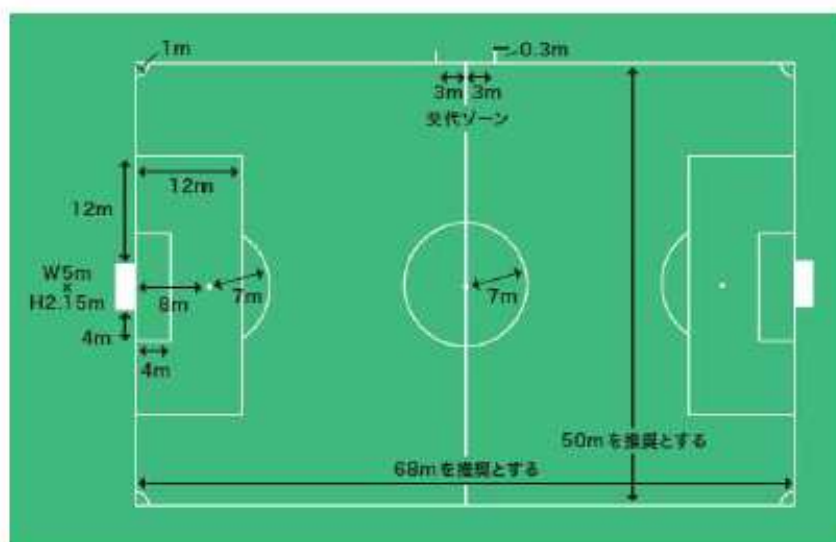 1m
0.3m
3m 3m
交代ゾーン
12m
12m
W5m
×
H2.15m
8m
7m
7m
4m
4m
50mを推奨とする
68mを推奨とする